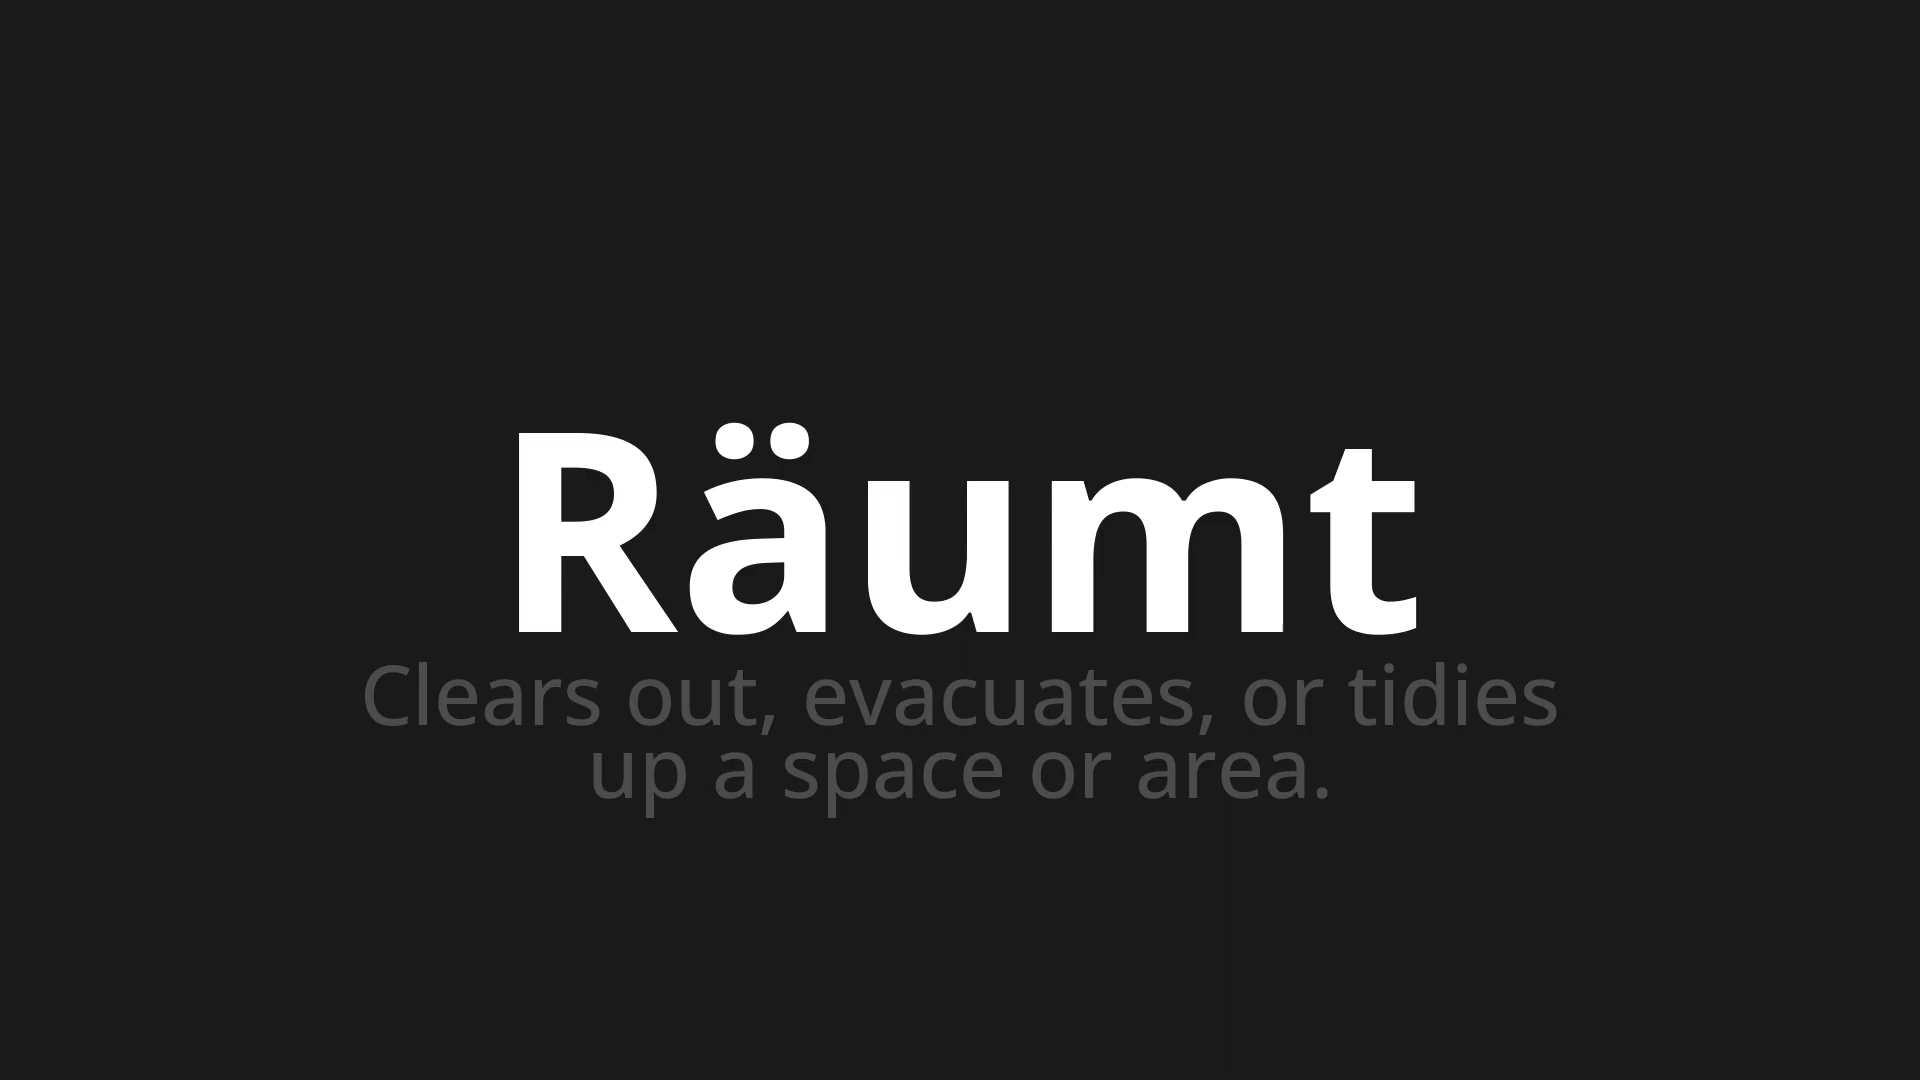 Räumt
Clears out, evacuates, or tidies
up a space or area.